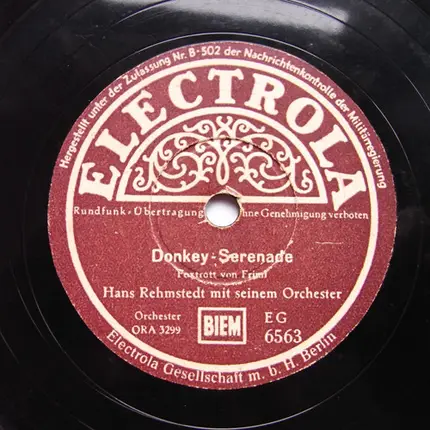 Hergestellt unter der Zulassung Nr. B-502 der Nachrichtenkontrolle der Militärregierung
ELECTROLA
Rundfunk-Übertragung ohne Genehmigung verboten
Donkey-Serenade
Foxtrott von Friml
Hans Rehmstedt mit seinem Orchester
Orchester
ORA 3299
BIEM
EG
6563
Electrola Gesellschaft m. b. H. Berlin